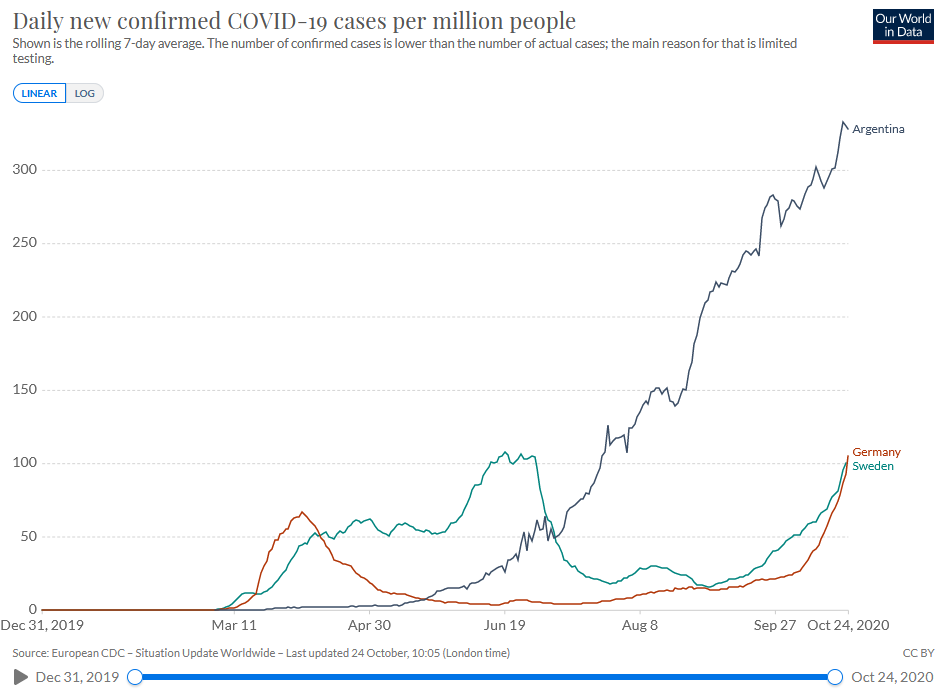 Daily new confirmed COVID-19 cases per million people
Shown is the rolling 7-day average. The number of confirmed cases is lower than the number of actual cases; the main reason for that is limited
testing.
Our World
in Data
LINEAR LOG
Argentina
300
250
200
150
100
50
0
Germany
Sweden
Dec 31, 2019 Mar 11 Apr 30 Jun 19 Aug 8 Sep 27 Oct 24, 2020
Source: European CDC – Situation Update Worldwide – Last updated 24 October, 10:05 (London time) CC BY
Dec 31, 2019 Oct 24, 2020